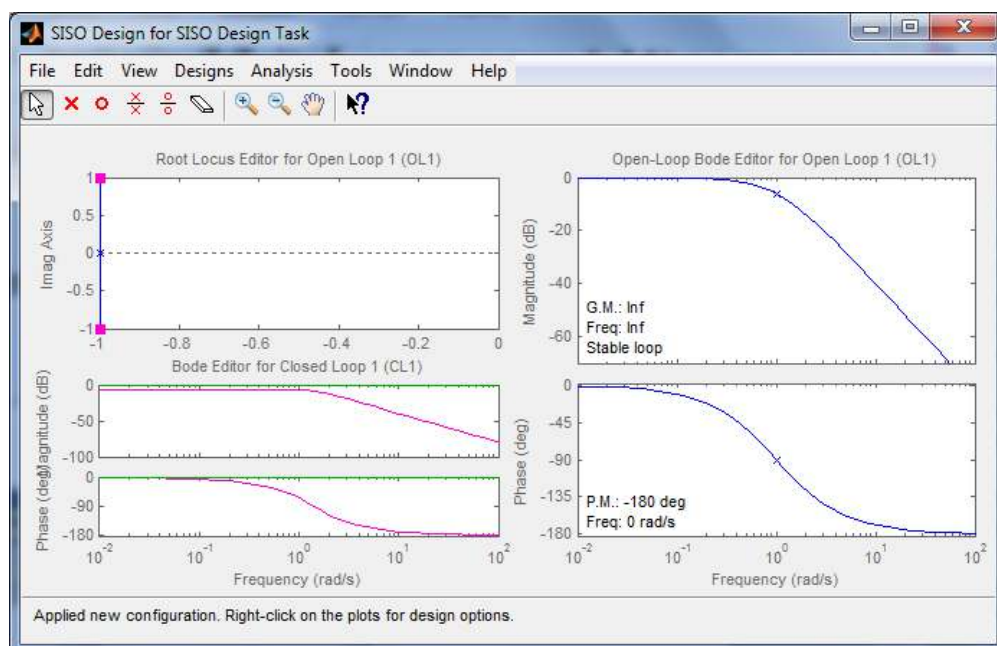 SISO Design for SISO Design Task
File Edit View Designs Analysis Tools Window Help
Root Locus Editor for Open Loop 1 (OL1)
Imag Axis
1
0.5
0
-0.5
-1
-1 -0.8 -0.6 -0.4 -0.2 0
Bode Editor for Closed Loop 1 (CL1)
Magnitude (dB)
0
-50
-100
Phase (deg)
0
-90
-180
10^-2 10^-1 10^0 10^1 10^2
Frequency (rad/s)
Open-Loop Bode Editor for Open Loop 1 (OL1)
Magnitude (dB)
0
-20
-40
-60
G.M.: Inf
Freq: Inf
Stable loop
Phase (deg)
0
-45
-90
-135
-180
P.M.: -180 deg
Freq: 0 rad/s
10^-2 10^-1 10^0 10^1 10^2
Frequency (rad/s)
Applied new configuration. Right-click on the plots for design options.